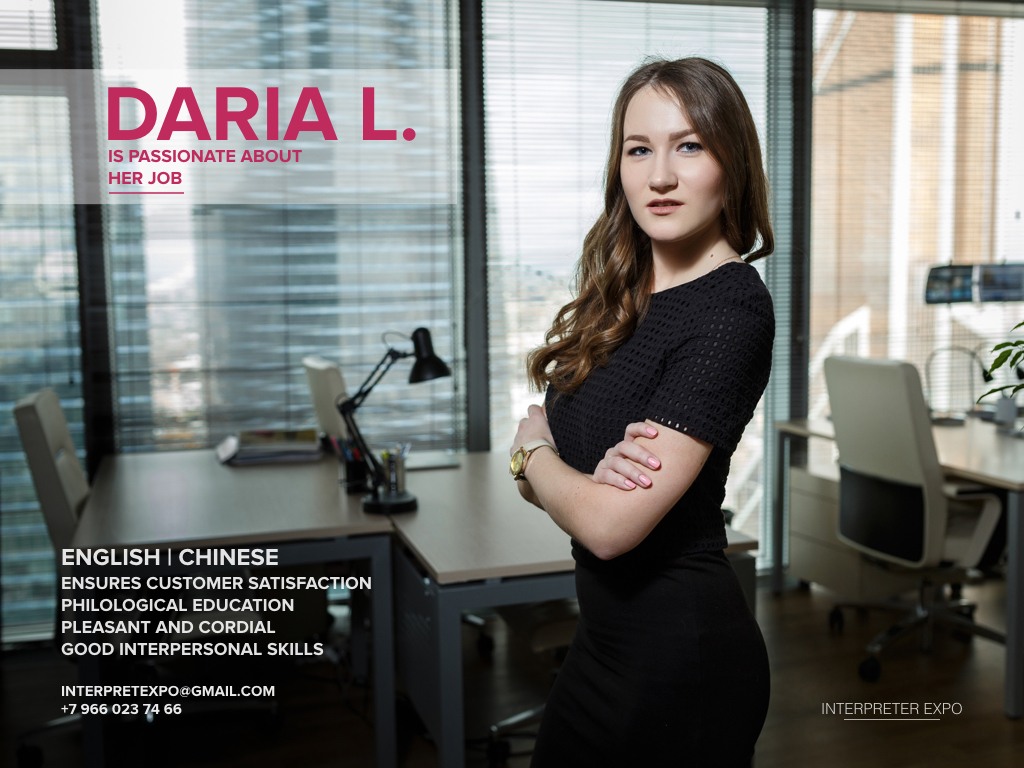 DARIA L.
IS PASSIONATE ABOUT
HER JOB
ENGLISH | CHINESE
ENSURES CUSTOMER SATISFACTION
PHILOLOGICAL EDUCATION
PLEASANT AND CORDIAL
GOOD INTERPERSONAL SKILLS
INTERPRETEXPO@GMAIL.COM
+7 966 023 74 66
INTERPRETER EXPO